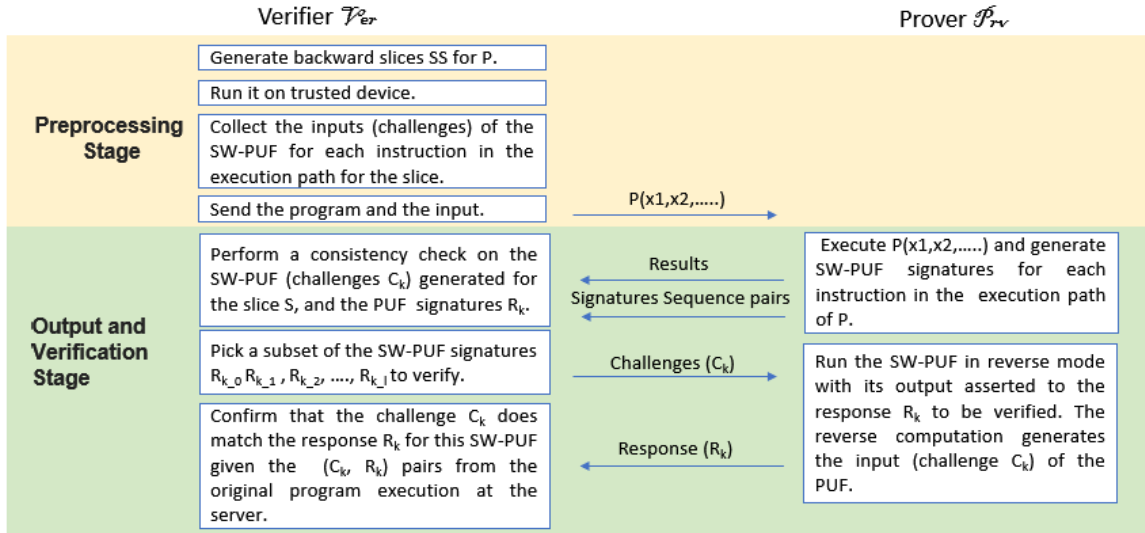 Verifier 𝒱er
Prover 𝒫rv
Preprocessing
Stage
Generate backward slices SS for P.
Run it on trusted device.
Collect the inputs (challenges) of the
SW-PUF for each instruction in the
execution path for the slice.
Send the program and the input.
P(x1,x2,.....)
Output and
Verification
Stage
Perform a consistency check on the
SW-PUF (challenges Ck) generated for
the slice S, and the PUF signatures Rk.
Results
Signatures Sequence pairs
Execute P(x1,x2,.....) and generate
SW-PUF signatures for each
instruction in the execution path
of P.
Pick a subset of the SW-PUF signatures
Rk_0 Rk_1 , Rk_2, ...., Rk_l to verify.
Challenges (Ck)
Run the SW-PUF in reverse mode
with its output asserted to the
response Rk to be verified. The
reverse computation generates
the input (challenge Ck) of the
PUF.
Confirm that the challenge Ck does
match the response Rk for this SW-PUF
given the (Ck, Rk) pairs from the
original program execution at the
server.
Response (Rk)